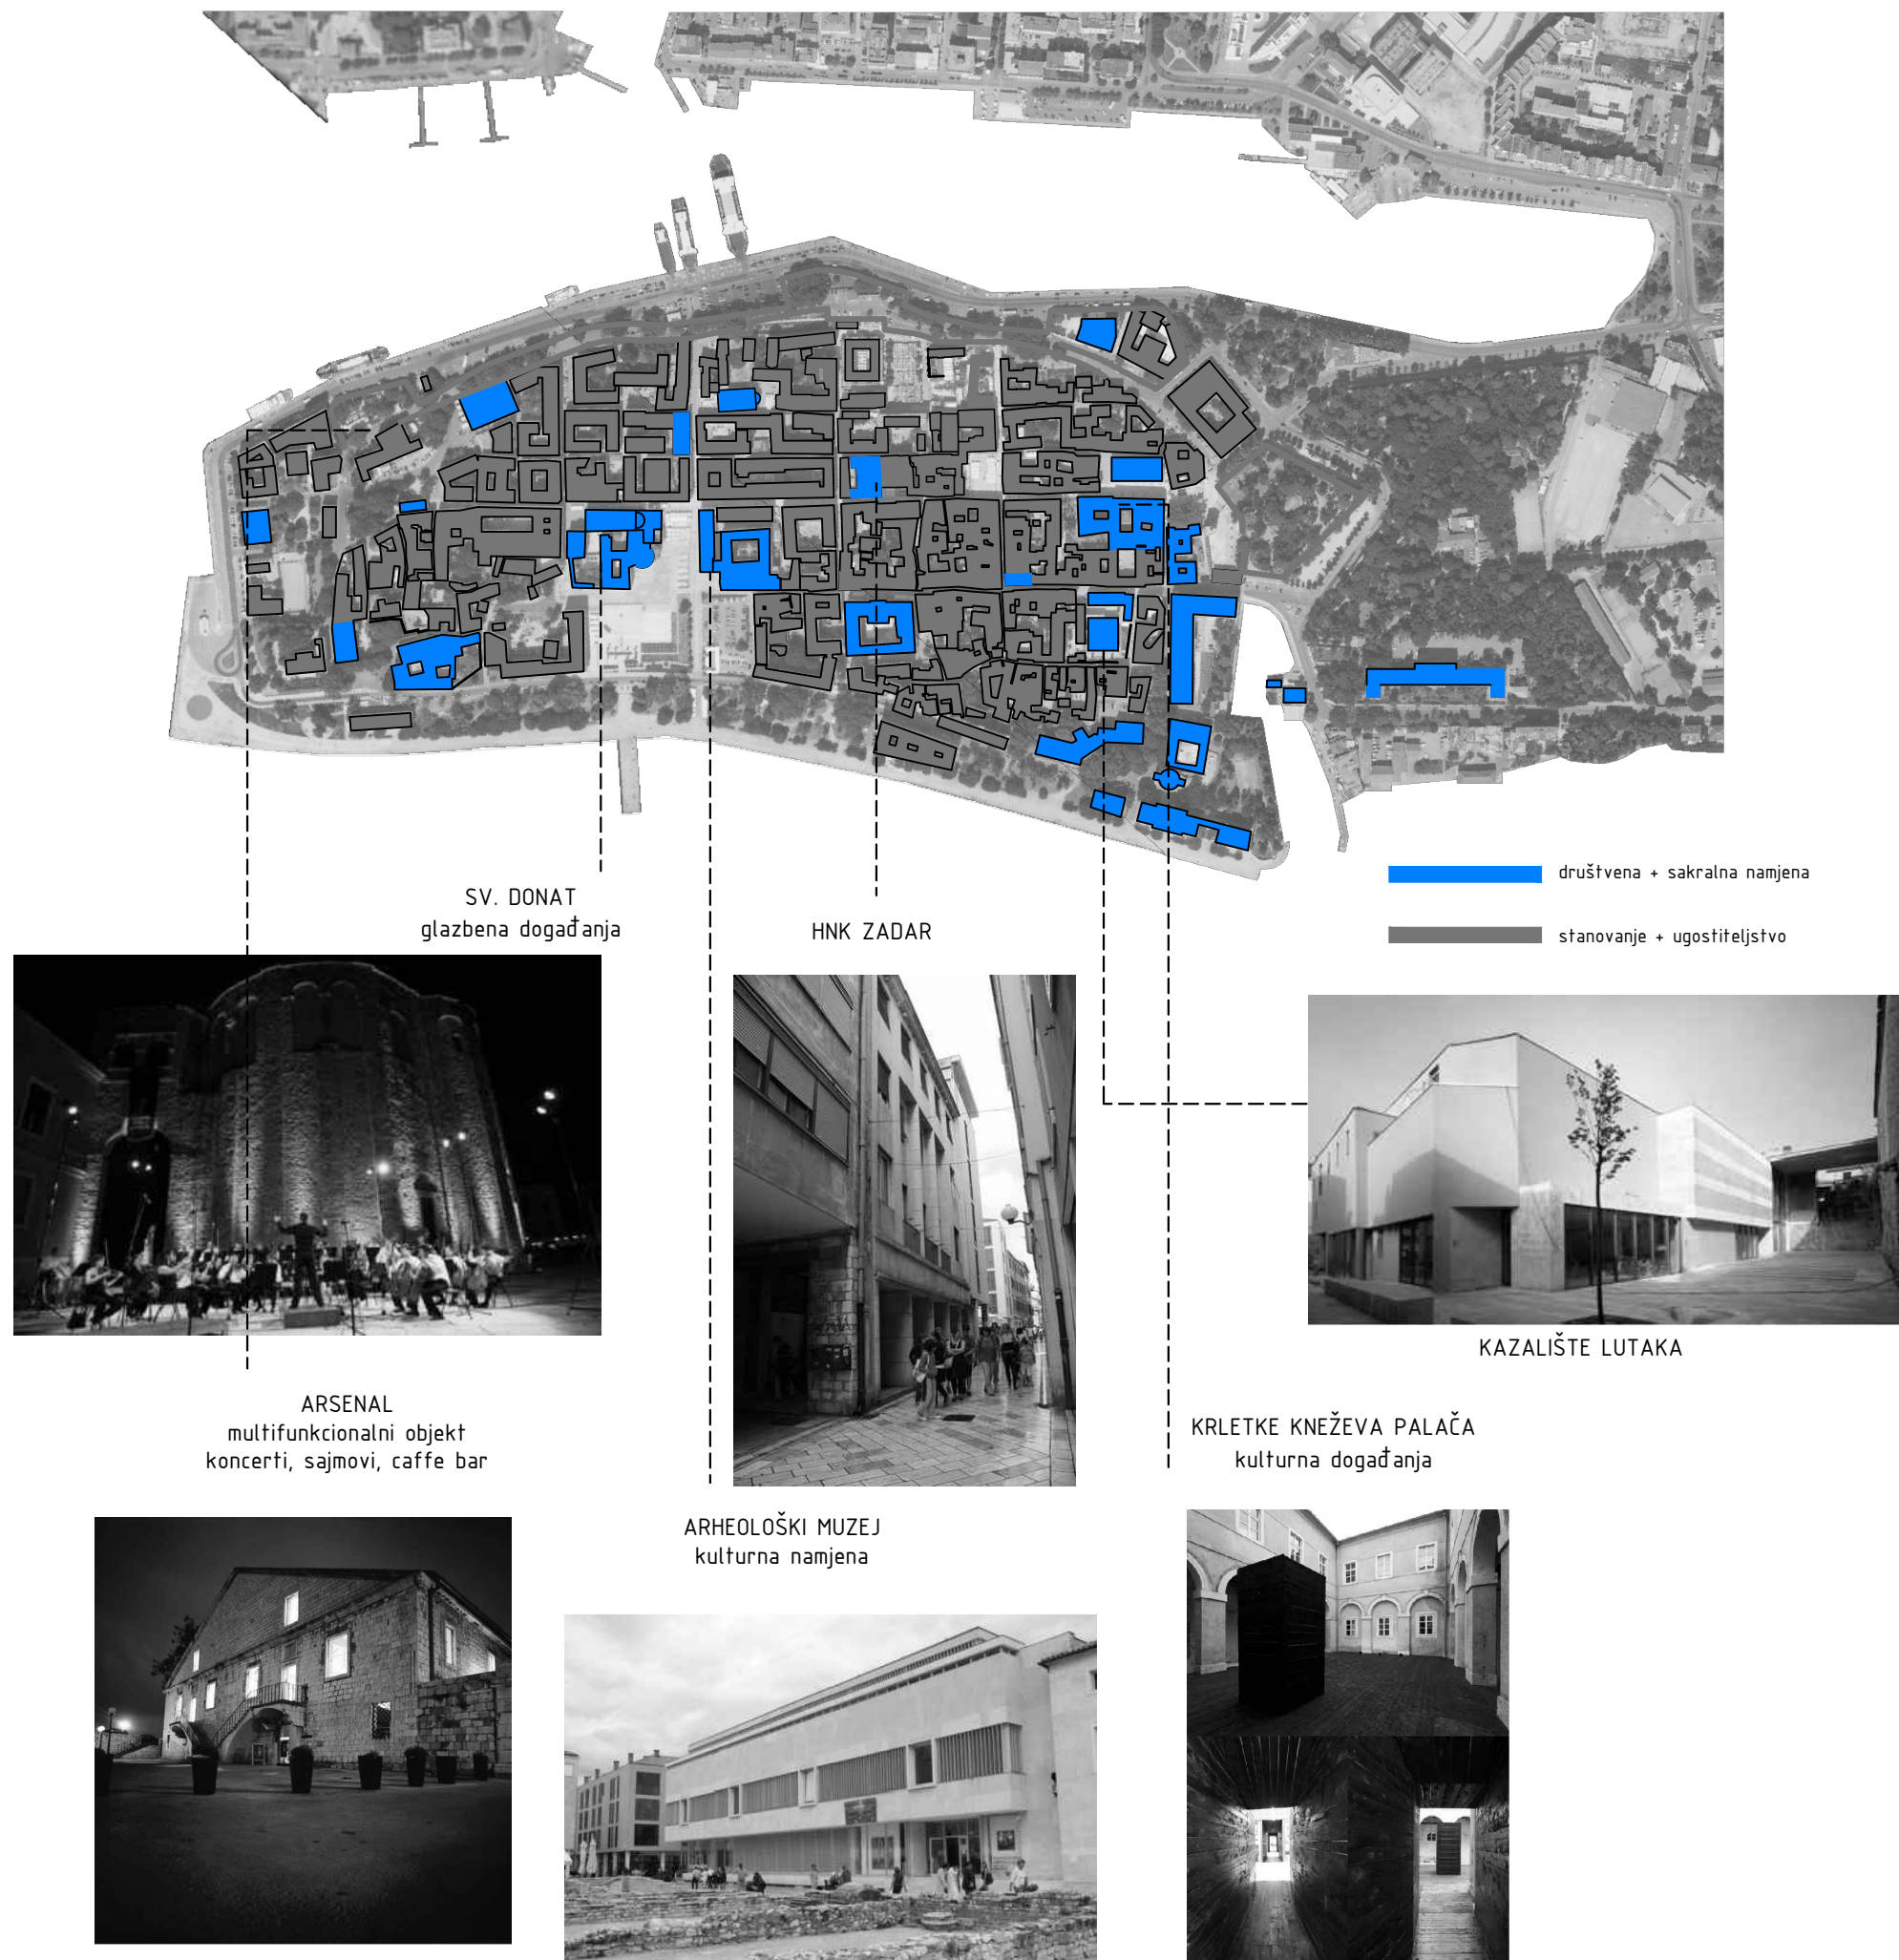 društvena + sakralna namjena
stanovanje + ugostiteljstvo
SV. DONAT
glazbena događanja
HNK ZADAR
KAZALIŠTE LUTAKA
ARSENAL
multifunkcionalni objekt
koncerti, sajmovi, caffe bar
KRLETKE KNEŽEVA PALAČA
kulturna događanja
ARHEOLOŠKI MUZEJ
kulturna namjena